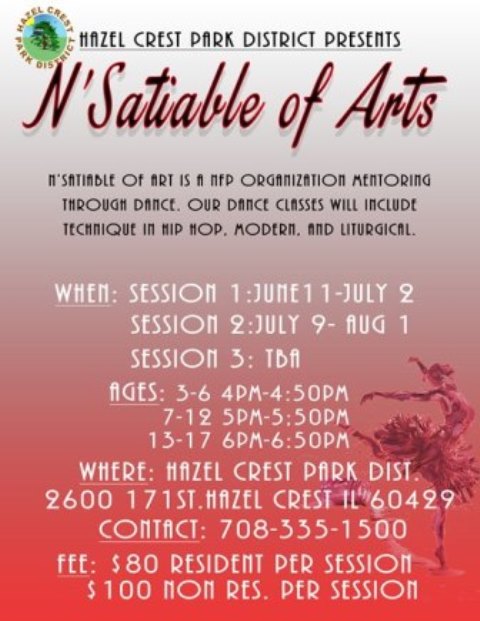 HAZEL CREST
PARK DISTRICT
HAZEL CREST PARK DISTRICT PRESENTS
N'Satiable of Arts
N'SATIABLE OF ART IS A NFP ORGANIZATION MENTORING
THROUGH DANCE. OUR DANCE CLASSES WILL INCLUDE
TECHNIQUE IN HIP HOP, MODERN, AND LITURGICAL.
WHEN: SESSION 1:JUNE11-JULY 2
SESSION 2:JULY 9- AUG 1
SESSION 3: TBA
AGES: 3-6 4PM-4:50PM
7-12 5PM-5:50PM
13-17 6PM-6:50PM
WHERE: HAZEL CREST PARK DIST.
2600 171ST.HAZEL CREST IL 60429
CONTACT: 708-335-1500
FEE: $80 RESIDENT PER SESSION
$100 NON RES. PER SESSION